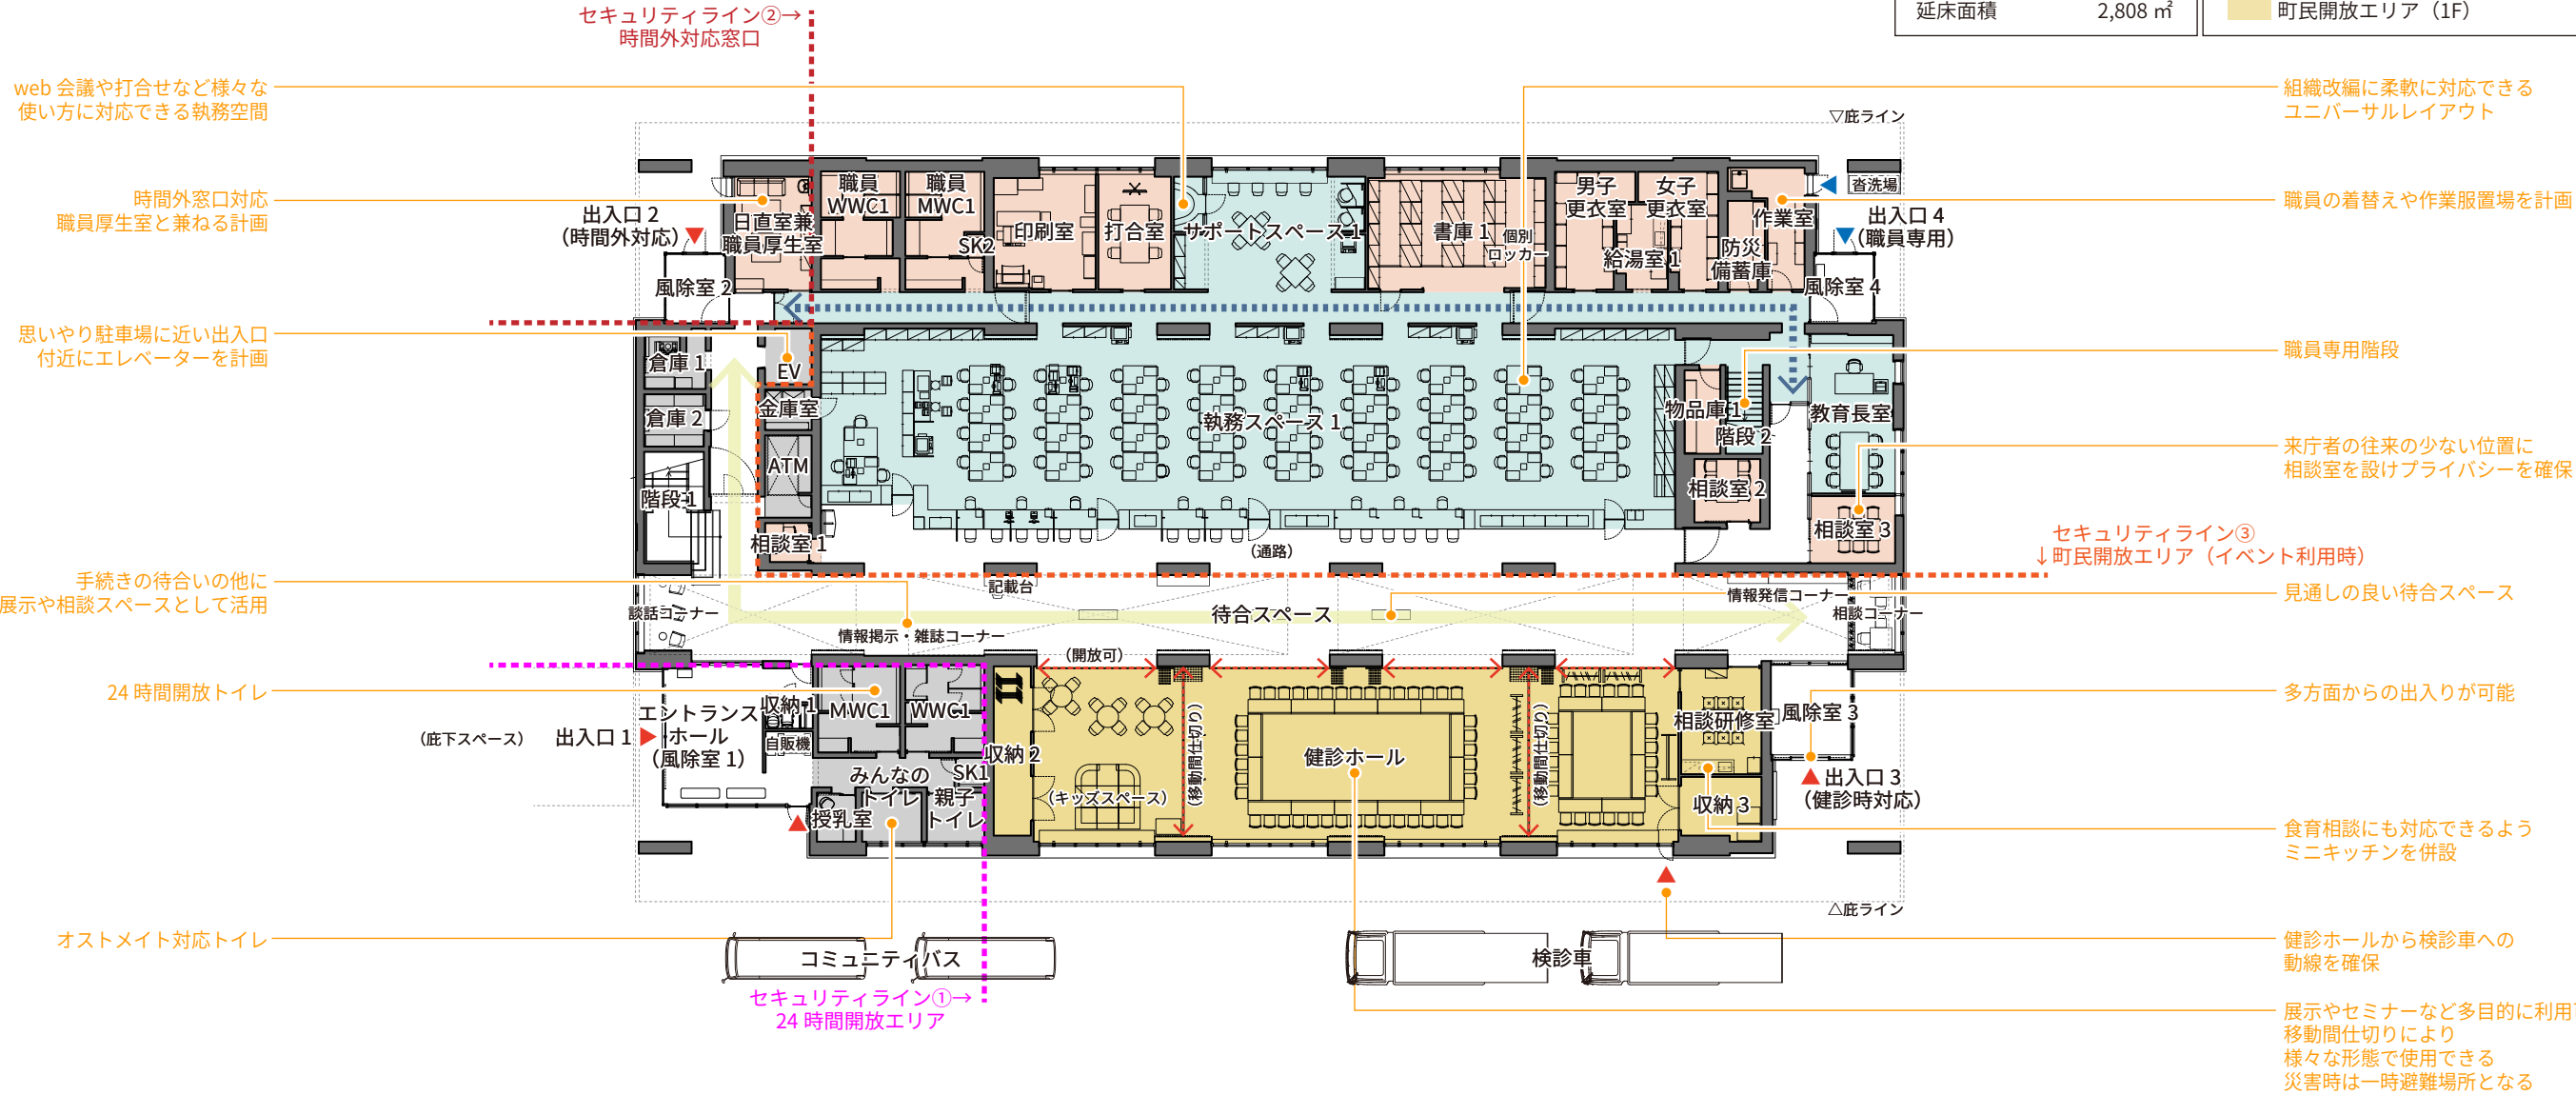 セキュリティライン②→
時間外対応窓口
延床面積 2,808 ㎡
町民開放エリア（1F）
web 会議や打合せなど様々な
使い方に対応できる執務空間
時間外窓口対応
職員厚生室と兼ねる計画
思いやり駐車場に近い出入口
付近にエレベーターを計画
手続きの待合いの他に
展示や相談スペースとして活用
24 時間開放トイレ
オストメイト対応トイレ
組織改編に柔軟に対応できる
ユニバーサルレイアウト
職員の着替えや作業服置場を計画
職員専用階段
来庁者の往来の少ない位置に
相談室を設けプライバシーを確保
セキュリティライン③
↓町民開放エリア（イベント利用時）
見通しの良い待合スペース
多方面からの出入りが可能
食育相談にも対応できるよう
ミニキッチンを併設
健診ホールから検診車への
動線を確保
展示やセミナーなど多目的に利用
移動間仕切りにより
様々な形態で使用できる
災害時は一時避難場所となる
▽庇ライン
出入口 2
（時間外対応）
風除室 2
日直室兼
職員厚生室
職員
WWC1
職員
MWC1
SK2
印刷室
打合室
サポートスペース 1
書庫 1
個別
ロッカー
男子
更衣室
女子
更衣室
給湯室 1
防災
備蓄庫
作業室
沓洗場
出入口 4
（職員専用）
風除室 4
倉庫 1
倉庫 2
階段 1
EV
金庫室
ATM
相談室 1
執務スペース 1
物品庫 1
階段 2
相談室 2
教育長室
相談室 3
（通路）
記載台
談話コーナー
情報掲示・雑誌コーナー
待合スペース
情報発信コーナー
相談コーナー
（開放可）
（庇下スペース）
出入口 1
エントランス
ホール
（風除室 1）
収納 1
自販機
MWC1
WWC1
みんなの
トイレ
SK1
親子
トイレ
授乳室
収納 2
（キッズスペース）
（移動間仕切り）
健診ホール
（移動間仕切り）
相談研修室
収納 3
風除室 3
出入口 3
（健診時対応）
△庇ライン
コミュニティバス
検診車
セキュリティライン①→
24 時間開放エリア